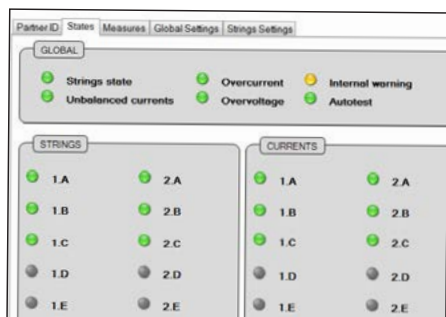 Partner ID States Measures Global Settings Strings Settings
GLOBAL
Strings state Overcurrent Internal warning
Unbalanced currents Overvoltage Autotest
STRINGS CURRENTS
1.A 2.A 1.A 2.A
1.B 2.B 1.B 2.B
1.C 2.C 1.C 2.C
1.D 2.D 1.D 2.D
1.E 2.E 1.E 2.E